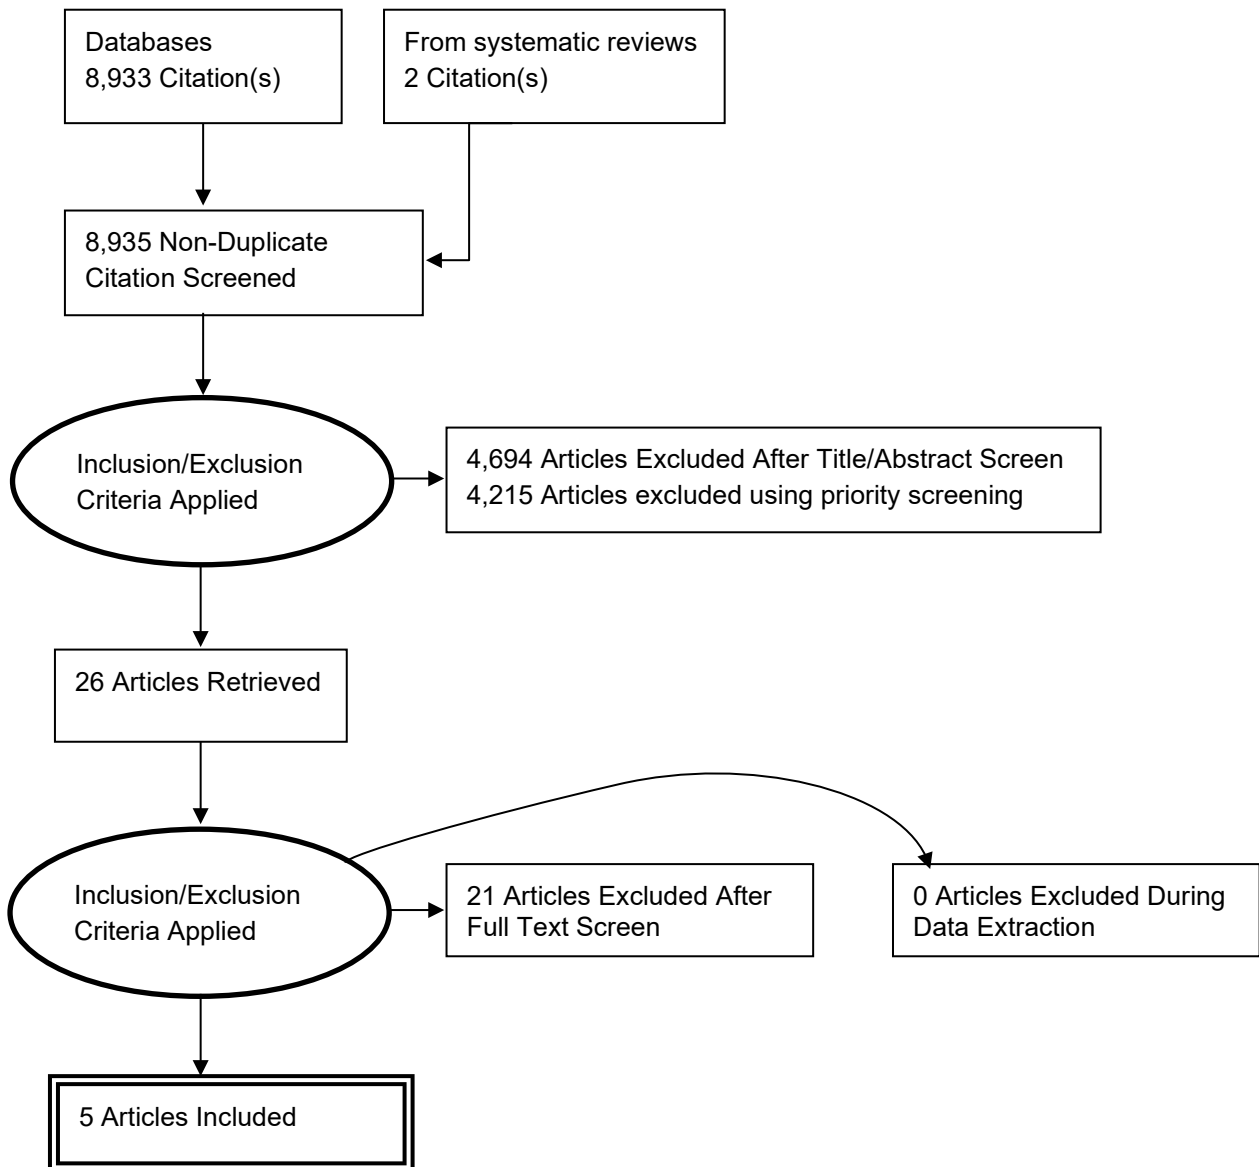 Databases
8,933 Citation(s)
From systematic reviews
2 Citation(s)
8,935 Non-Duplicate
Citation Screened
Inclusion/Exclusion
Criteria Applied
4,694 Articles Excluded After Title/Abstract Screen
4,215 Articles excluded using priority screening
26 Articles Retrieved
Inclusion/Exclusion
Criteria Applied
21 Articles Excluded After
Full Text Screen
0 Articles Excluded During
Data Extraction
5 Articles Included